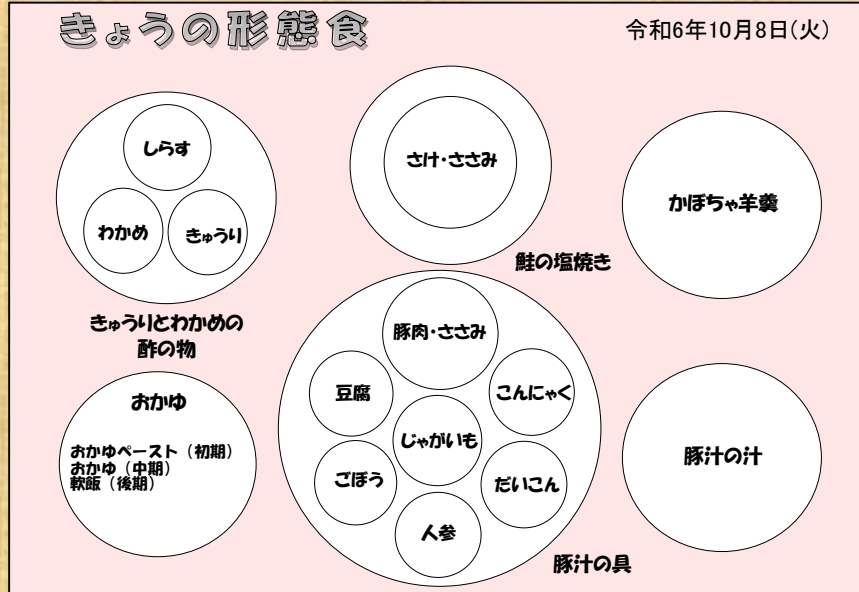 きょうの形態食
令和6年10月8日(火)
しらす
わかめ
きゅうり
きゅうりとわかめの
酢の物
さけ・ささみ
鮭の塩焼き
かぼちゃ羊羹
おかゆ
おかゆペースト（初期）
おかゆ（中期）
軟飯（後期）
豚肉・ささみ
豆腐
こんにゃく
じゃがいも
ごぼう
だいこん
人参
豚汁の具
豚汁の汁